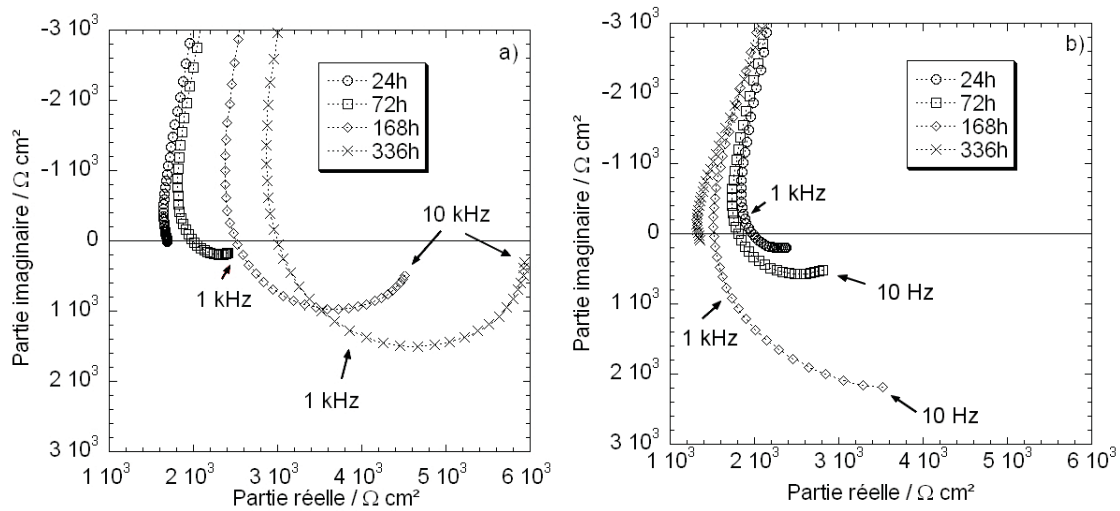 -3 10³
-2 10³
-1 10³
0
1 10³
2 10³
3 10³
Partie imaginaire / Ω cm²
a)
24h
72h
168h
336h
10 kHz
1 kHz
1 kHz
1 10³
2 10³
3 10³
4 10³
5 10³
6 10³
Partie réelle / Ω cm²
-3 10³
-2 10³
-1 10³
0
1 10³
2 10³
3 10³
Partie imaginaire / Ω cm²
b)
24h
72h
168h
336h
1 kHz
10 Hz
1 kHz
10 Hz
1 10³
2 10³
3 10³
4 10³
5 10³
6 10³
Partie réelle / Ω cm²